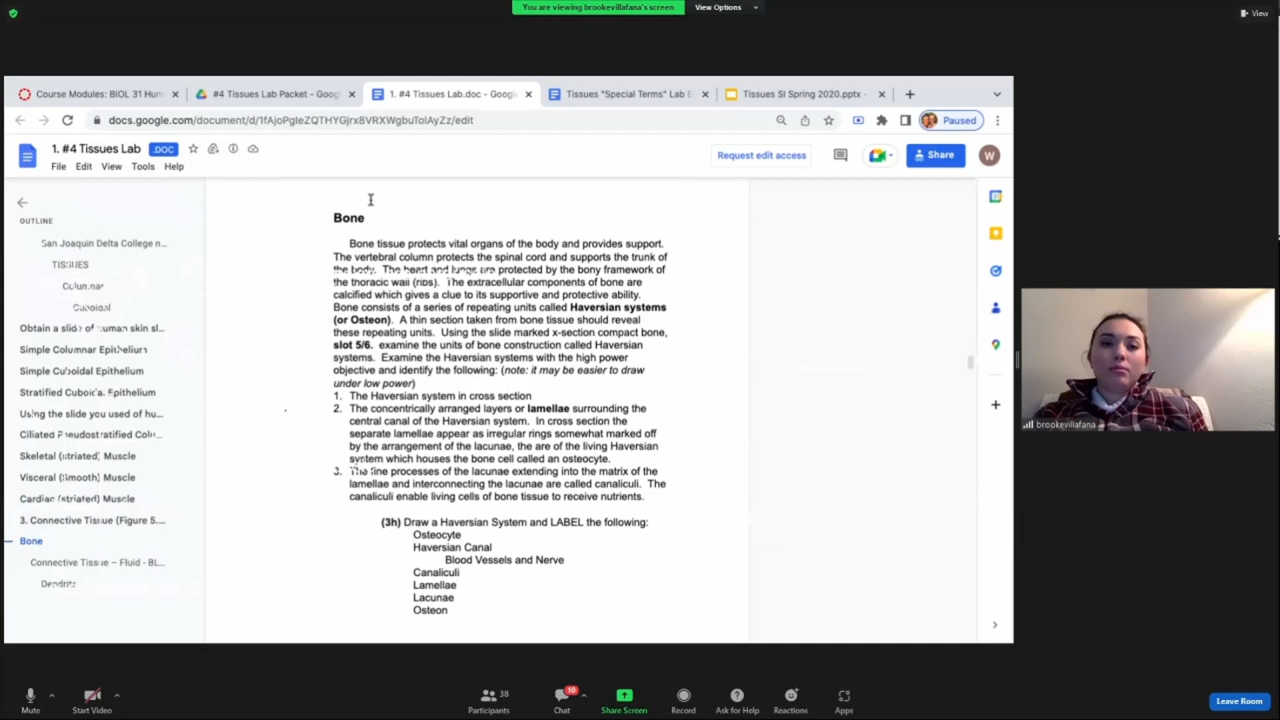 You are viewing brookevillafana's screen
View Options
View
Course Modules: BIOL 31 Hum
#4 Tissues Lab Packet - Googl
1. #4 Tissues Lab.doc - Googl
Tissues "Special Terms" Lab E
Tissues SI Spring 2020.pptx -
docs.google.com/document/d/1fAjoPgleZQTHYGjrx8VRXWgbuTolAyZz/edit
Paused
1. #4 Tissues Lab
.DOC
File Edit View Tools Help
Request edit access
Share
W
OUTLINE
San Joaquin Delta College n...
TISSUES
Columnar
Cuboidal
Obtain a slide of human skin sl...
Simple Columnar Epithelium
Simple Cuboidal Epithelium
Stratified Cuboidal Epithelium
Using the slide you used of hu...
Ciliated Pseudostratified Colu...
Skeletal (striated) Muscle
Visceral (Smooth) Muscle
Cardiac (striated) Muscle
3. Connective Tissue (Figure 5....
Bone
Connective Tissue – Fluid - BL...
Dendrite
Bone
Bone tissue protects vital organs of the body and provides support.
The vertebral column protects the spinal cord and supports the trunk of
the body. The heart and lungs are protected by the bony framework of
the thoracic wall (ribs). The extracellular components of bone are
calcified which gives a clue to its supportive and protective ability.
Bone consists of a series of repeating units called Haversian systems
(or Osteon). A thin section taken from bone tissue should reveal
these repeating units. Using the slide marked x-section compact bone,
slot 5/6. examine the units of bone construction called Haversian
systems. Examine the Haversian systems with the high power
objective and identify the following: (note: it may be easier to draw
under low power)
1. The Haversian system in cross section
2. The concentrically arranged layers or lamellae surrounding the
central canal of the Haversian system. In cross section the
separate lamellae appear as irregular rings somewhat marked off
by the arrangement of the lacunae, the are of the living Haversian
system which houses the bone cell called an osteocyte.
3. The fine processes of the lacunae extending into the matrix of the
lamellae and interconnecting the lacunae are called canaliculi. The
canaliculi enable living cells of bone tissue to receive nutrients.
(3h) Draw a Haversian System and LABEL the following:
Osteocyte
Haversian Canal
Blood Vessels and Nerve
Canaliculi
Lamellae
Lacunae
Osteon
brookevillafana
Mute
Start Video
38
Participants
10
Chat
Share Screen
Record
Ask for Help
Reactions
Apps
Leave Room